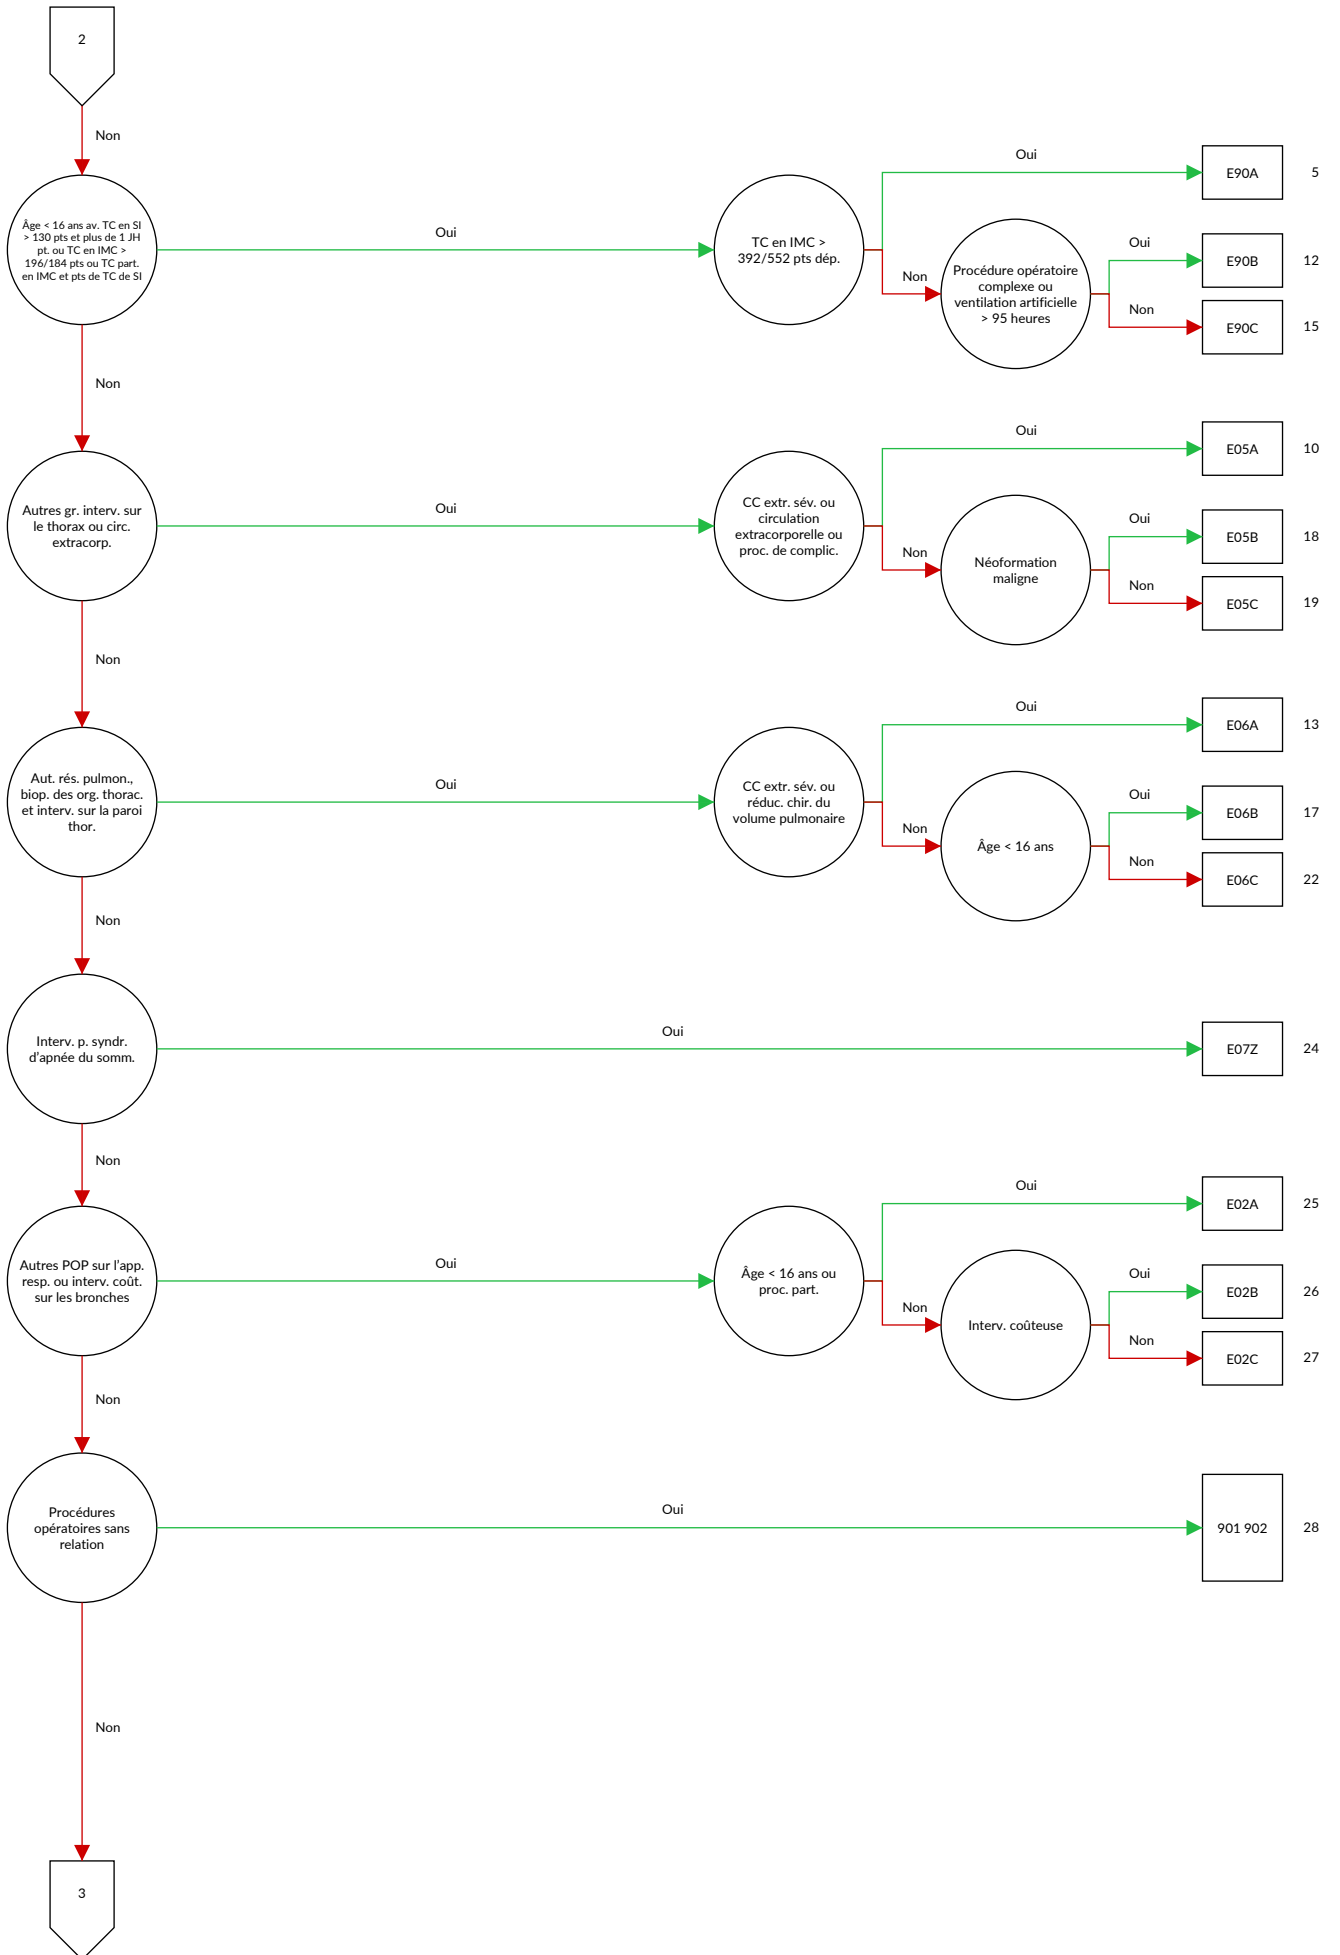 2
Non
Âge < 16 ans av. TC en SI
> 130 pts et plus de 1 JH
pt. ou TC en IMC >
196/184 pts ou TC part.
en IMC et pts de TC de SI
Oui
TC en IMC >
392/552 pts dép.
Oui
E90A
5
Non
Procédure opératoire
complexe ou
ventilation artificielle
> 95 heures
Oui
E90B
12
Non
E90C
15
Non
Autres gr. interv. sur
le thorax ou circ.
extracorp.
Oui
CC extr. sév. ou
circulation
extracorporelle ou
proc. de complic.
Oui
E05A
10
Non
Néoformation
maligne
Oui
E05B
18
Non
E05C
19
Non
Aut. rés. pulmon.,
biop. des org. thorac.
et interv. sur la paroi
thor.
Oui
CC extr. sév. ou
réduc. chir. du
volume pulmonaire
Oui
E06A
13
Non
Âge < 16 ans
Oui
E06B
17
Non
E06C
22
Non
Interv. p. syndr.
d'apnée du somm.
Oui
E07Z
24
Non
Autres POP sur l'app.
resp. ou interv. coût.
sur les bronches
Oui
Âge < 16 ans ou
proc. part.
Oui
E02A
25
Non
Interv. coûteuse
Oui
E02B
26
Non
E02C
27
Non
Procédures
opératoires sans
relation
Oui
901 902
28
Non
3